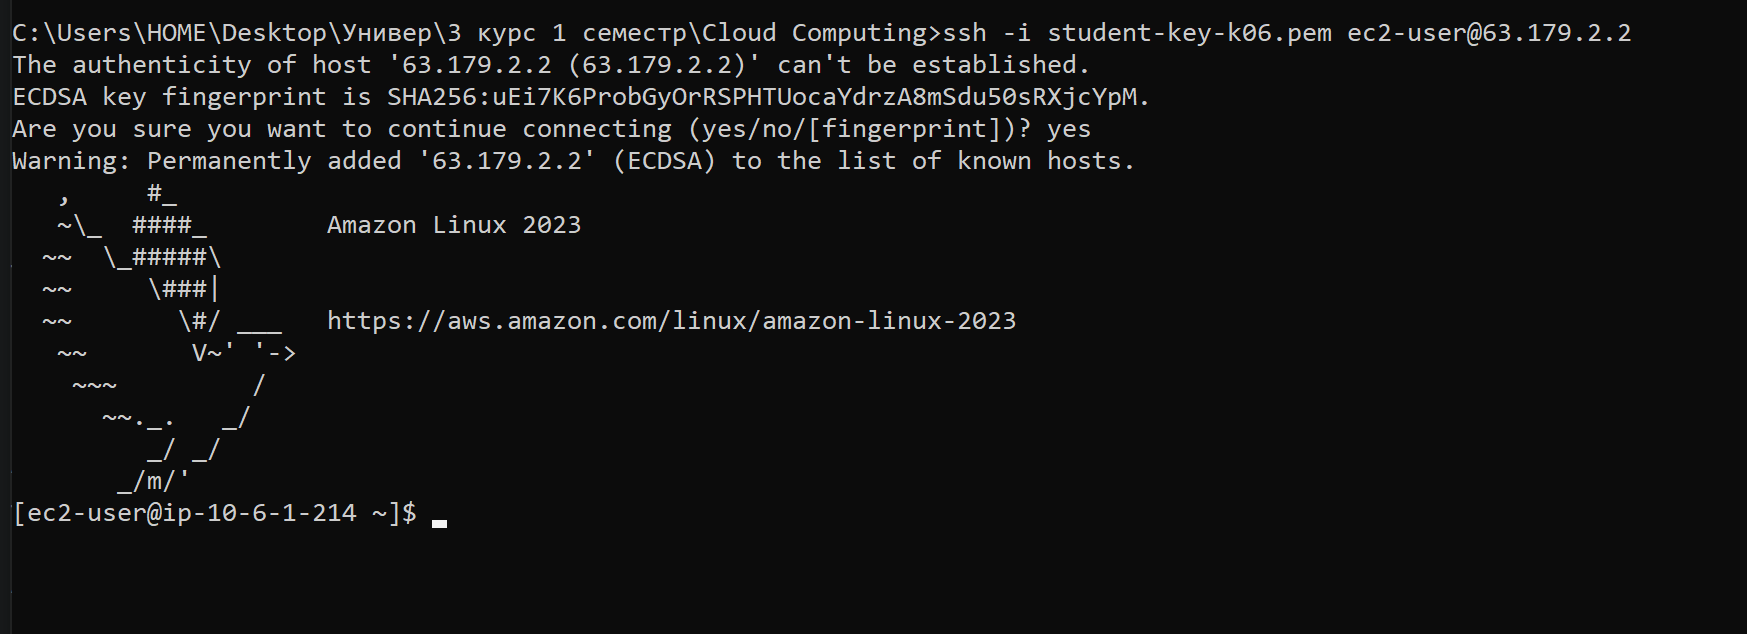 C:\Users\HOME\Desktop\Универ\3 курс 1 семестр\Cloud Computing>ssh -i student-key-k06.pem ec2-user@63.179.2.2
The authenticity of host '63.179.2.2 (63.179.2.2)' can't be established.
ECDSA key fingerprint is SHA256:uEi7K6ProbGyOrRSPHTUocaYdrzA8mSdu50sRXjcYpM.
Are you sure you want to continue connecting (yes/no/[fingerprint])? yes
Warning: Permanently added '63.179.2.2' (ECDSA) to the list of known hosts.
   ,     #_
   ~\_  ####_        Amazon Linux 2023
  ~~  \_#####\
  ~~     \###|
  ~~       \#/ ___   https://aws.amazon.com/linux/amazon-linux-2023
   ~~       V~' '->
    ~~~         /
      ~~._.   _/
         _/ _/
       _/m/'
[ec2-user@ip-10-6-1-214 ~]$